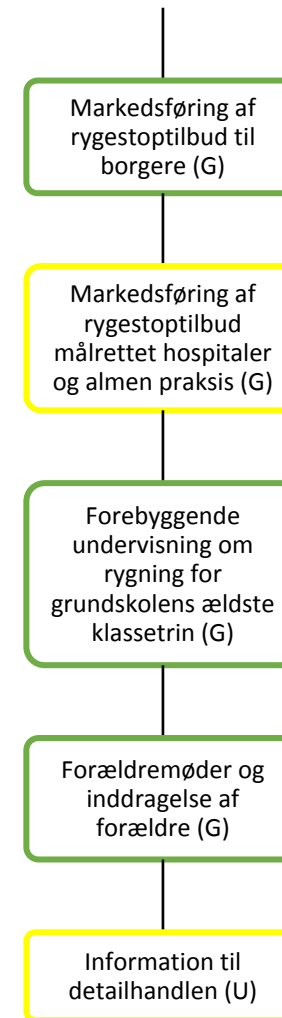 Markedsføring af
rygestoptilbud til
borgere (G)
Markedsføring af
rygestoptilbud
målrettet hospitaler
og almen praksis (G)
Forebyggende
undervisning om
rygning for
grundskolens ældste
klassetrin (G)
Forældremøder og
inddragelse af
forældre (G)
Information til
detailhandlen (U)